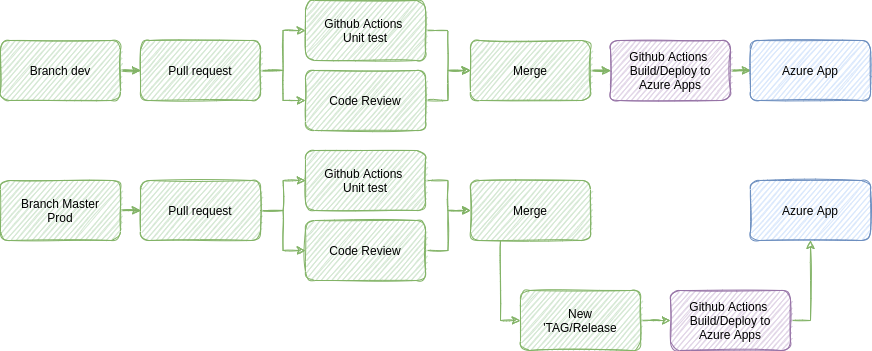 Github Actions
Unit test
Branch dev
Pull request
Code Review
Merge
Github Actions
Build/Deploy to
Azure Apps
Azure App
Github Actions
Unit test
Branch Master
Prod
Pull request
Code Review
Merge
Azure App
New
'TAG/Release
Github Actions
Build/Deploy to
Azure Apps